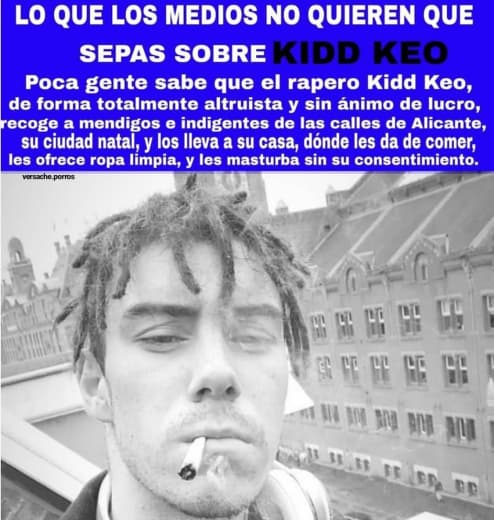 LO QUE LOS MEDIOS NO QUIEREN QUE
SEPAS SOBRE KIDD KEO
Poca gente sabe que el rapero Kidd Keo,
de forma totalmente altruista y sin ánimo de lucro,
recoge a mendigos e indigentes de las calles de Alicante,
su ciudad natal, y los lleva a su casa, dónde les da de comer,
les ofrece ropa limpia, y les masturba sin su consentimiento.
versache.porros